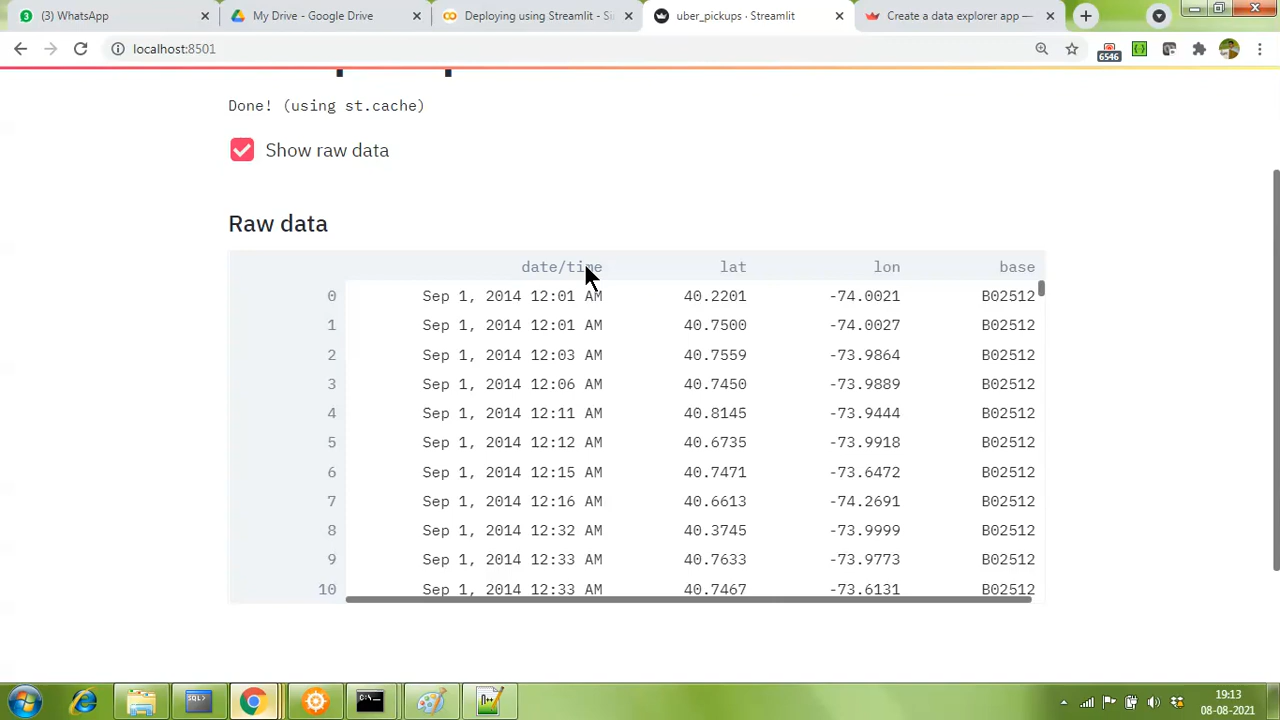 (3) WhatsApp
My Drive - Google Drive
Deploying using Streamlit - Si
uber_pickups · Streamlit
Create a data explorer app —
localhost:8501
6546
Done! (using st.cache)
Show raw data
Raw data
date/time lat lon base
0 Sep 1, 2014 12:01 AM 40.2201 -74.0021 B02512
1 Sep 1, 2014 12:01 AM 40.7500 -74.0027 B02512
2 Sep 1, 2014 12:03 AM 40.7559 -73.9864 B02512
3 Sep 1, 2014 12:06 AM 40.7450 -73.9889 B02512
4 Sep 1, 2014 12:11 AM 40.8145 -73.9444 B02512
5 Sep 1, 2014 12:12 AM 40.6735 -73.9918 B02512
6 Sep 1, 2014 12:15 AM 40.7471 -73.6472 B02512
7 Sep 1, 2014 12:16 AM 40.6613 -74.2691 B02512
8 Sep 1, 2014 12:32 AM 40.3745 -73.9999 B02512
9 Sep 1, 2014 12:33 AM 40.7633 -73.9773 B02512
10 Sep 1, 2014 12:33 AM 40.7467 -73.6131 B02512
19:13
08-08-2021